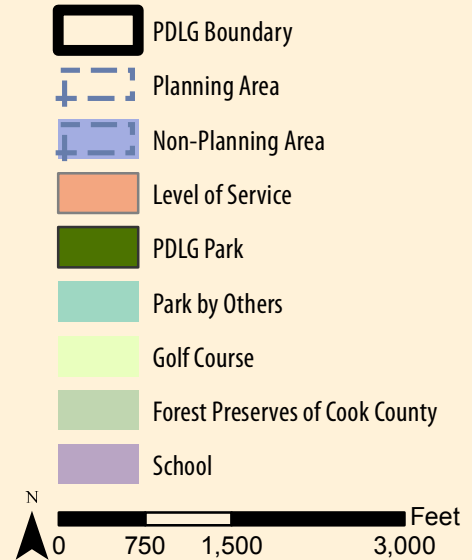 PDLG Boundary
Planning Area
Non-Planning Area
Level of Service
PDLG Park
Park by Others
Golf Course
Forest Preserves of Cook County
School
N
Feet
0 750 1,500 3,000